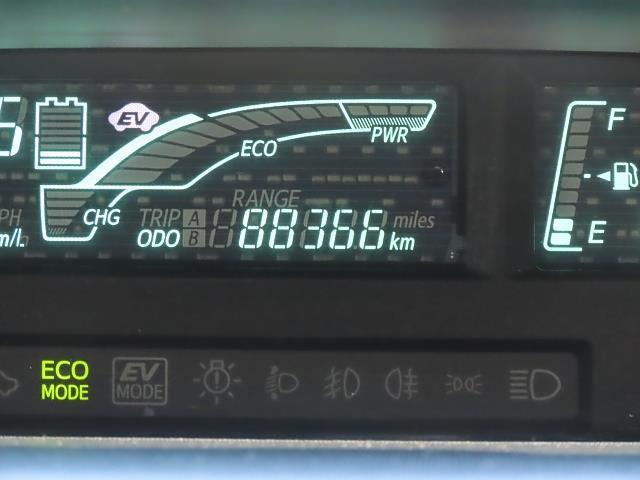 EV
F
PWR
ECO
RANGE
CHG
TRIP A miles
ODO B 88366 km
E
ECO MODE
EV MODE